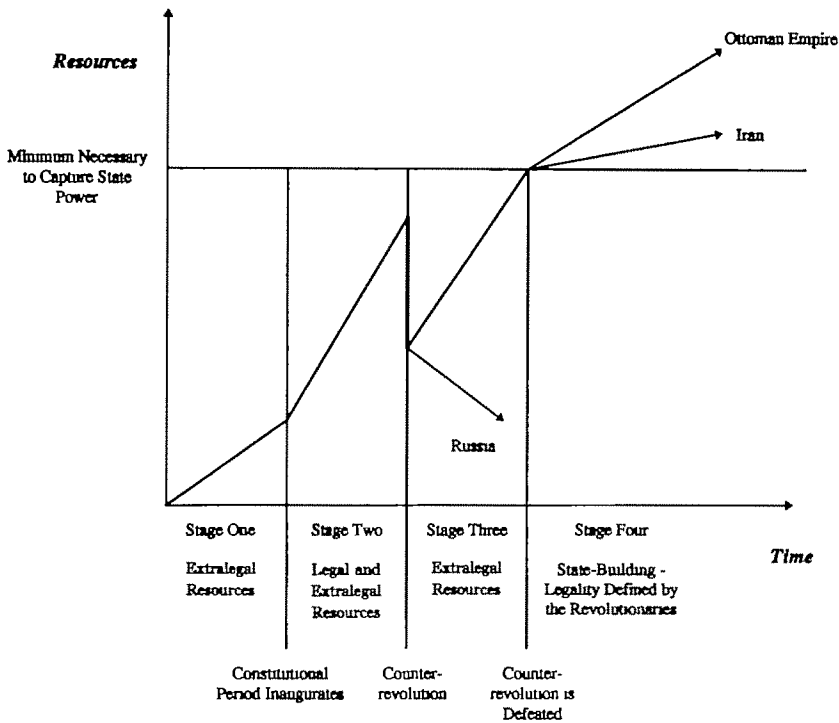 Ottoman Empire
Resources
Iran
Minimum Necessary
to Capture State
Power
Russia
Stage One
Stage Two
Stage Three
Stage Four
Time
Extralegal
Resources
Legal and
Extralegal
Resources
Extralegal
Resources
State-Building -
Legality Defined by
the Revolutionaries
Constitutional
Period Inaugurates
Counter-
revolution
Counter-
revolution is
Defeated